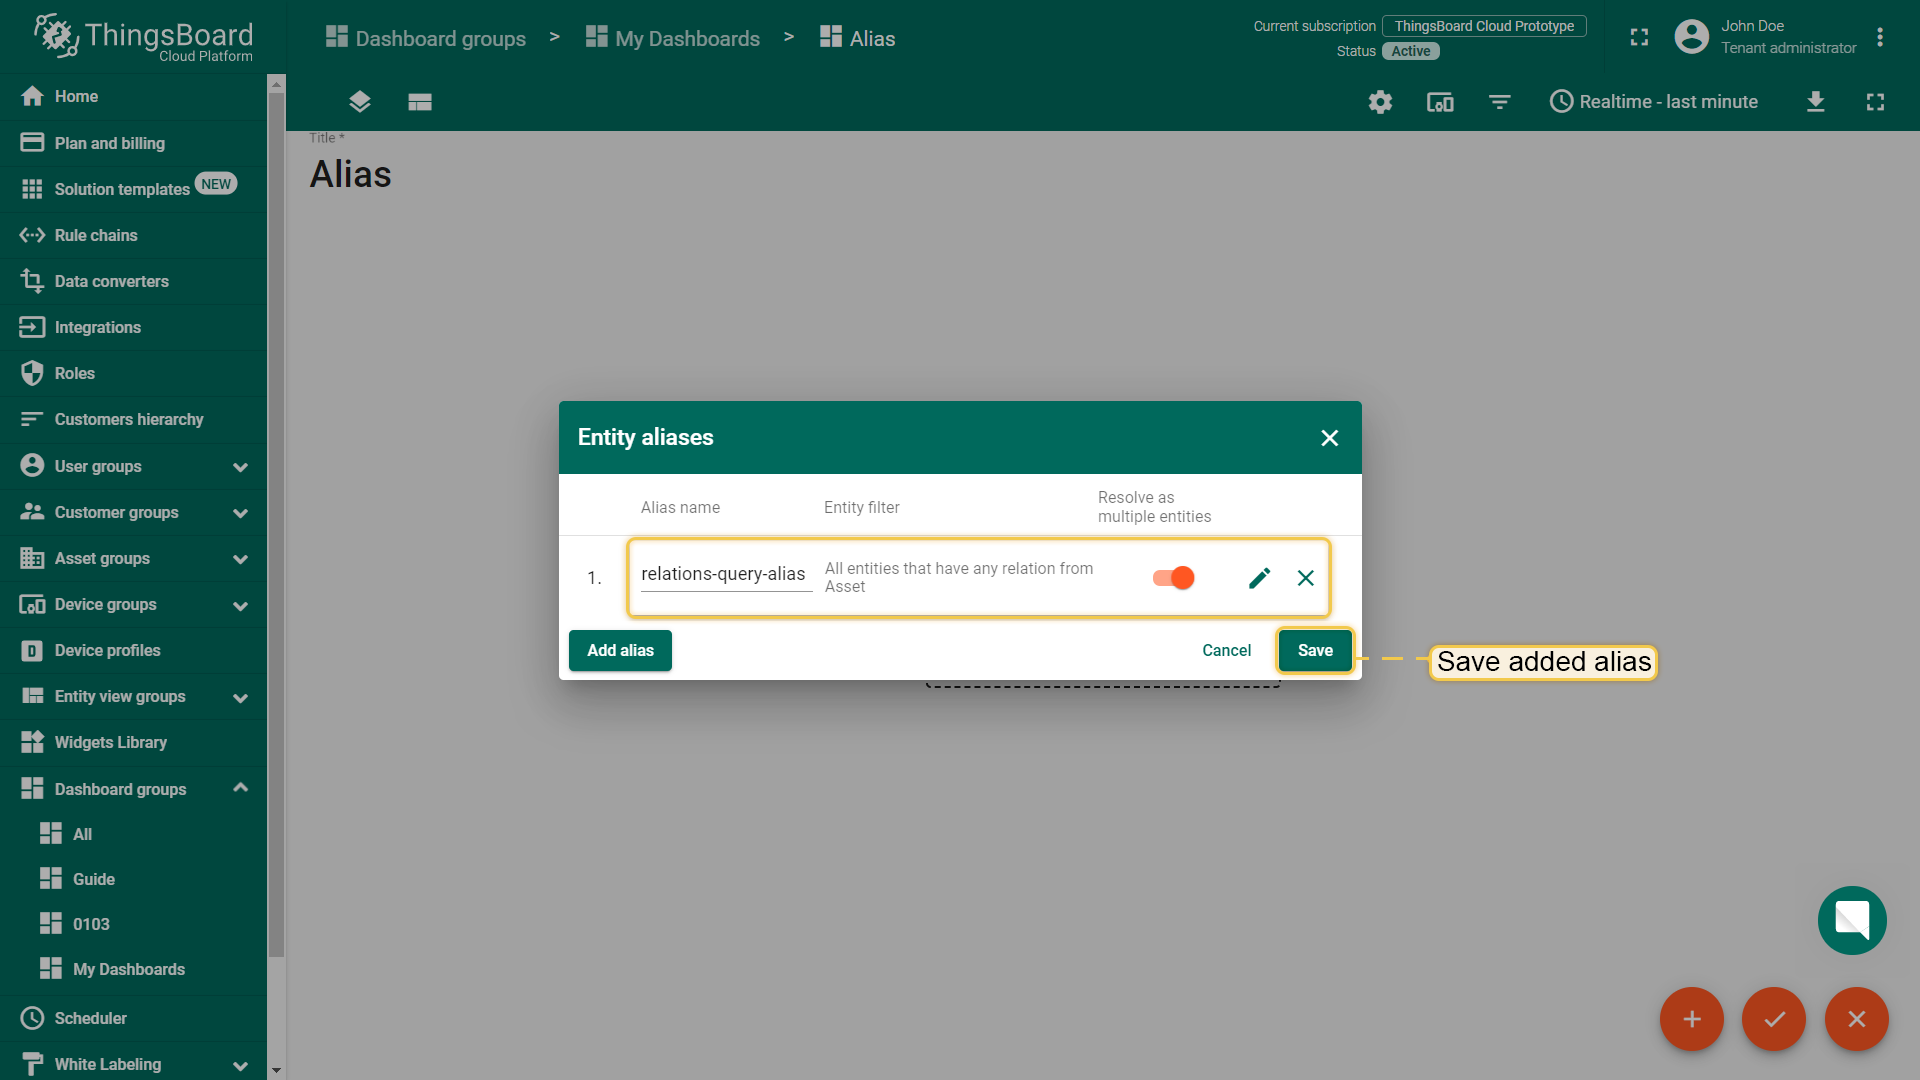 ThingsBoard
Cloud Platform
Dashboard groups > My Dashboards > Alias
Current subscription ThingsBoard Cloud Prototype
Status Active
John Doe
Tenant administrator
Realtime - last minute
Home
Plan and billing
Solution templates NEW
Rule chains
Data converters
Integrations
Roles
Customers hierarchy
User groups
Customer groups
Asset groups
Device groups
Device profiles
Entity view groups
Widgets Library
Dashboard groups
All
Guide
0103
My Dashboards
Scheduler
White Labeling
Title *
Alias
Entity aliases
Alias name
Entity filter
Resolve as
multiple entities
1.
relations-query-alias
All entities that have any relation from
Asset
Add alias
Cancel
Save
Save added alias